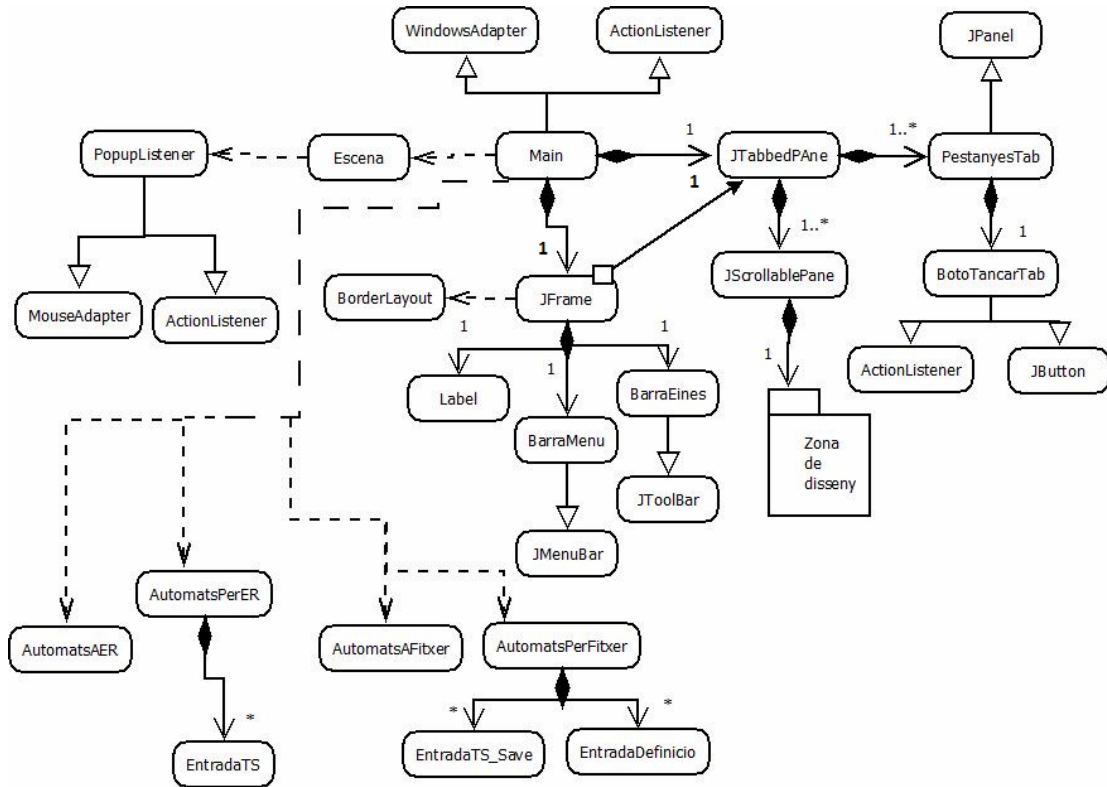 WindowsAdapter
ActionListener
JPanel
PopupListener
Escena
Main
1
JTabbedPAne
1..*
PestanyesTab
1
1
1..*
1
MouseAdapter
ActionListener
BorderLayout
JFrame
JScrollablePane
BotoTancarTab
1
1
1
1
Label
BarraEines
ActionListener
JButton
BarraMenu
Zona
de
disseny
JToolBar
JMenuBar
AutomatsPerER
AutomatsAER
AutomatsAFitxer
AutomatsPerFitxer
*
*
*
EntradaTS
EntradaTS_Save
EntradaDefinicio